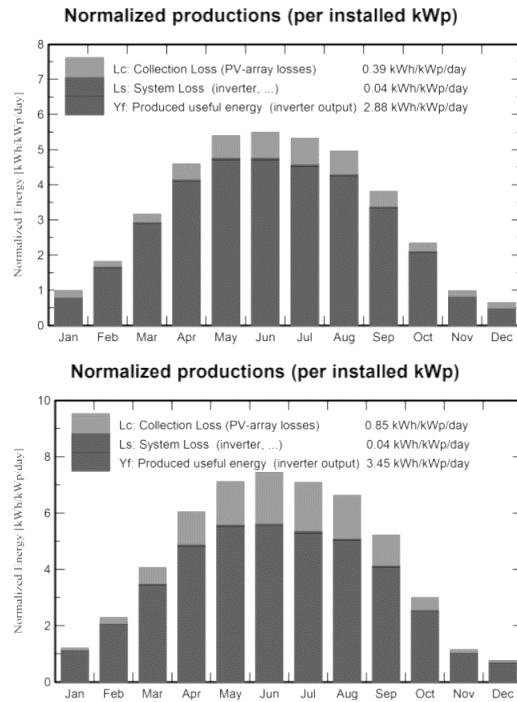 Normalized productions (per installed kWp)
8
Lc: Collection Loss (PV-array losses) 0.39 kWh/kWp/day
7
Ls: System Loss (inverter, ...) 0.04 kWh/kWp/day
Yf: Produced useful energy (inverter output) 2.88 kWh/kWp/day
6
5
4
3
2
1
0
Normalized Energy [kWh/kWp/day]
Jan Feb Mar Apr May Jun Jul Aug Sep Oct Nov Dec
Normalized productions (per installed kWp)
10
Lc: Collection Loss (PV-array losses) 0.85 kWh/kWp/day
Ls: System Loss (inverter, ...) 0.04 kWh/kWp/day
8
Yf: Produced useful energy (inverter output) 3.45 kWh/kWp/day
6
4
2
0
Normalized Energy [kWh/kWp/day]
Jan Feb Mar Apr May Jun Jul Aug Sep Oct Nov Dec